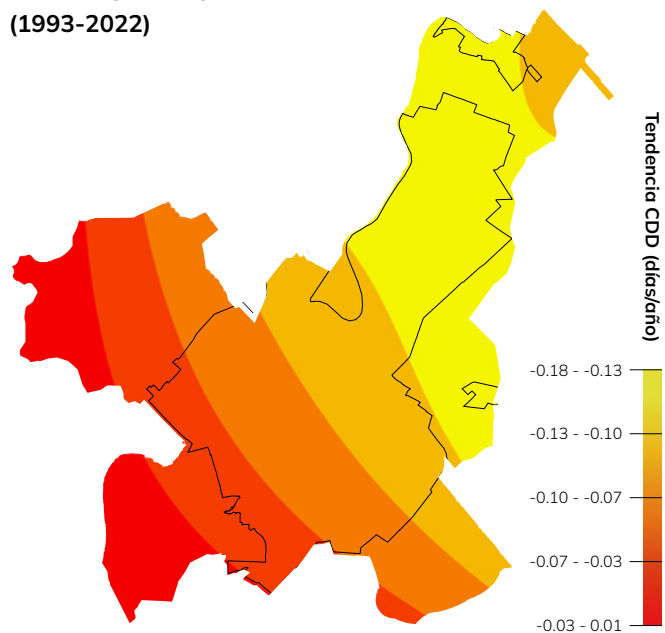 (1993-2022)
Tendencia CDD (días/año)
-0.18 - -0.13
-0.13 - -0.10
-0.10 - -0.07
-0.07 - -0.03
-0.03 - 0.01